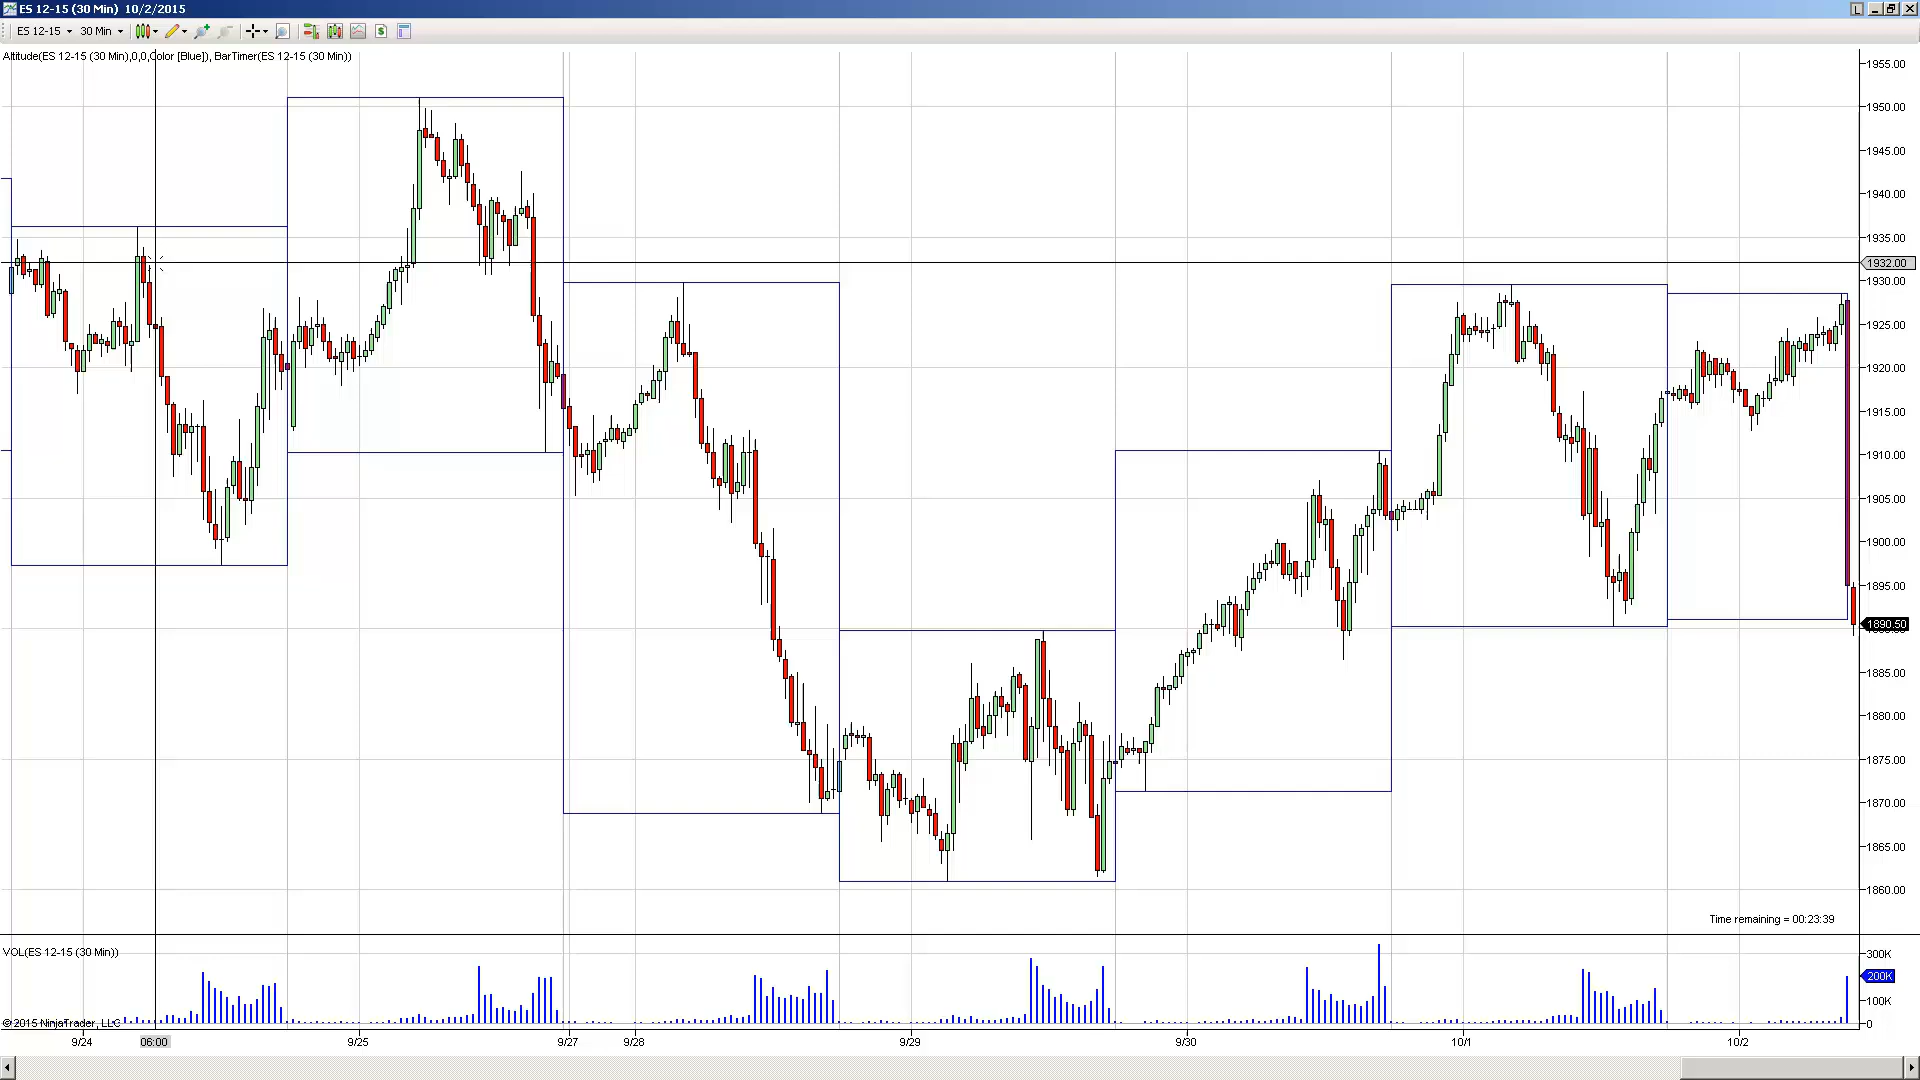 ES 12-15 (30 Min) 10/2/2015
L
ES 12-15 30 Min
Altitude(ES 12-15 (30 Min),0,0,Color [Blue]), BarTimer(ES 12-15 (30 Min))
1955.00
1950.00
1945.00
1940.00
1935.00
1932.00
1930.00
1925.00
1920.00
1915.00
1910.00
1905.00
1900.00
1895.00
1890.50
1885.00
1880.00
1875.00
1870.00
1865.00
1860.00
Time remaining = 00:23:39
VOL(ES 12-15 (30 Min))
300K
200K
100K
0
© 2015 NinjaTrader, LLC
9/24 06:00 9/25 9/27 9/28 9/29 9/30 10/1 10/2